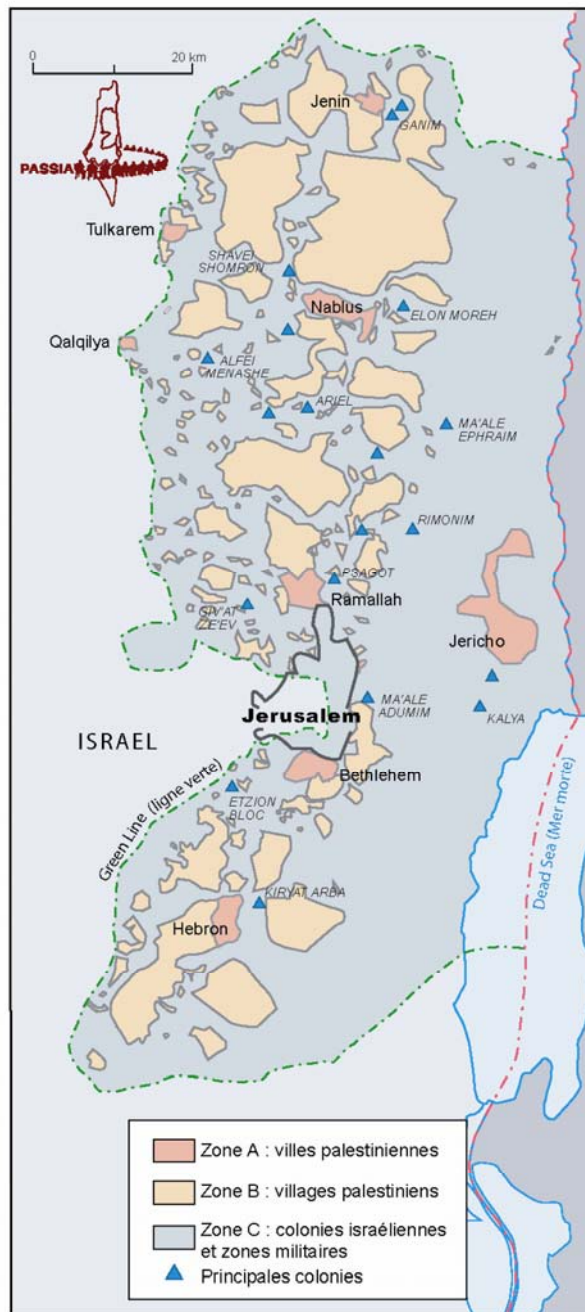 0 20 km
PASSIA
Jenin
GANIM
Tulkarem
SHAVEI
SHOMRON
Nablus
ELON MOREH
Qalqilya
ALFEI
MENASHE
ARIEL
MA'ALE
EPHRAIM
RIMONIM
PSAGOT
Ramallah
GIV'AT
ZE'EV
Jericho
MA'ALE
ADUMIM
KALYA
Jerusalem
ISRAEL
Bethlehem
ETZION
BLOC
Green Line (ligne verte)
Dead Sea (Mer morte)
KIRYAT ARBA
Hebron
Zone A : villes palestiniennes
Zone B : villages palestiniens
Zone C : colonies israéliennes
et zones militaires
Principales colonies